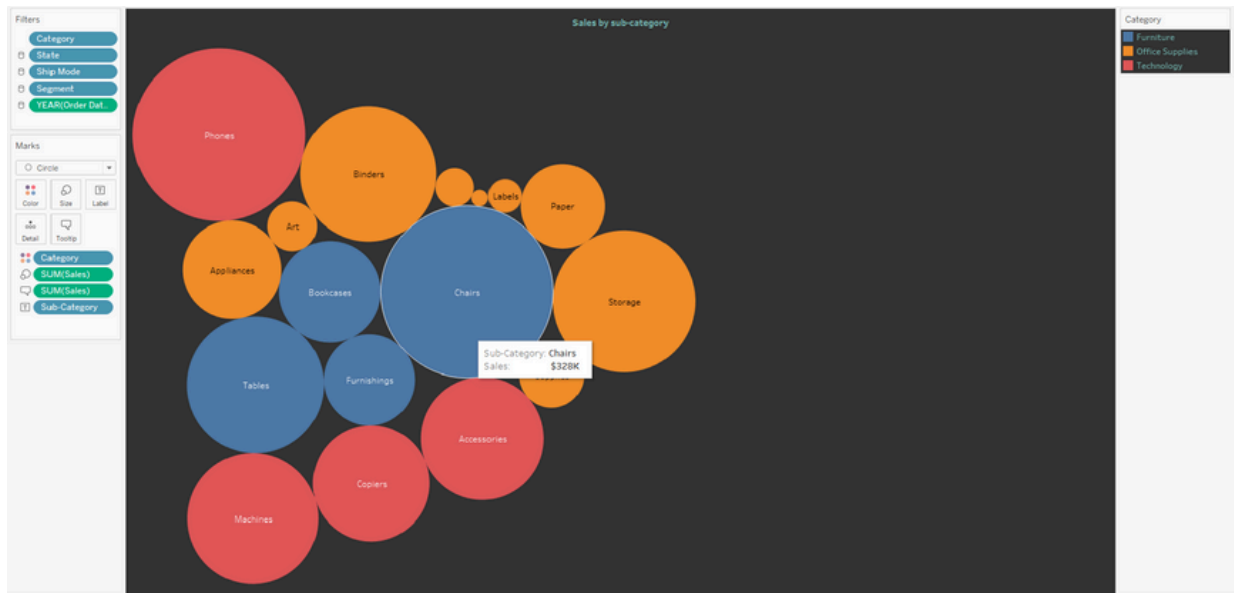 Filters
Category
State
Ship Mode
Segment
YEAR(Order Dat..
Marks
Circle
Color
Size
Label
Detail
Tooltip
Category
SUM(Sales)
SUM(Sales)
Sub-Category
Sales by sub-category
Phones
Binders
Labels
Paper
Art
Appliances
Bookcases
Chairs
Storage
Sub-Category: Chairs
Sales: $328K
Tables
Furnishings
Accessories
Copiers
Machines
Category
Furniture
Office Supplies
Technology